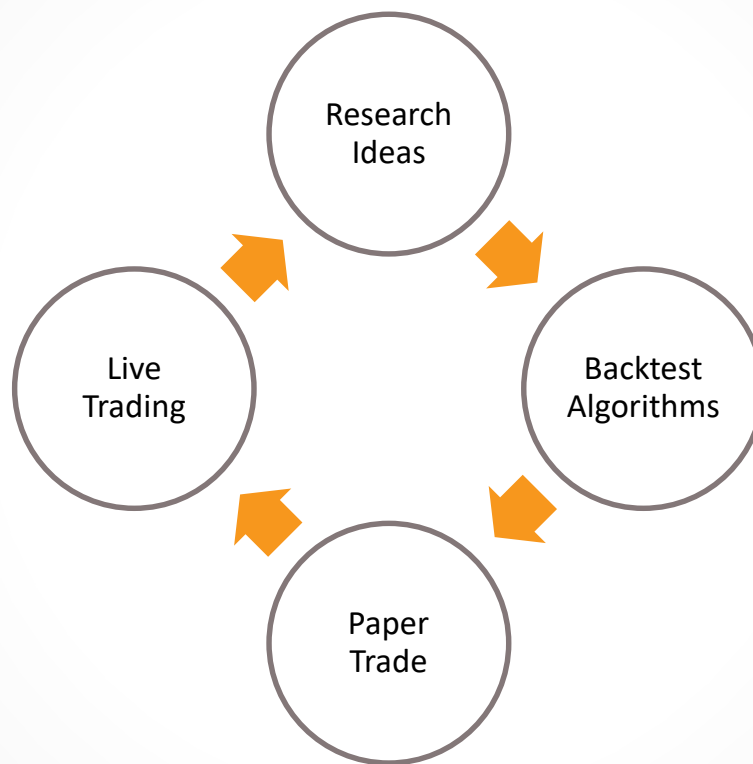 Research
Ideas
Live
Trading
Backtest
Algorithms
Paper
Trade